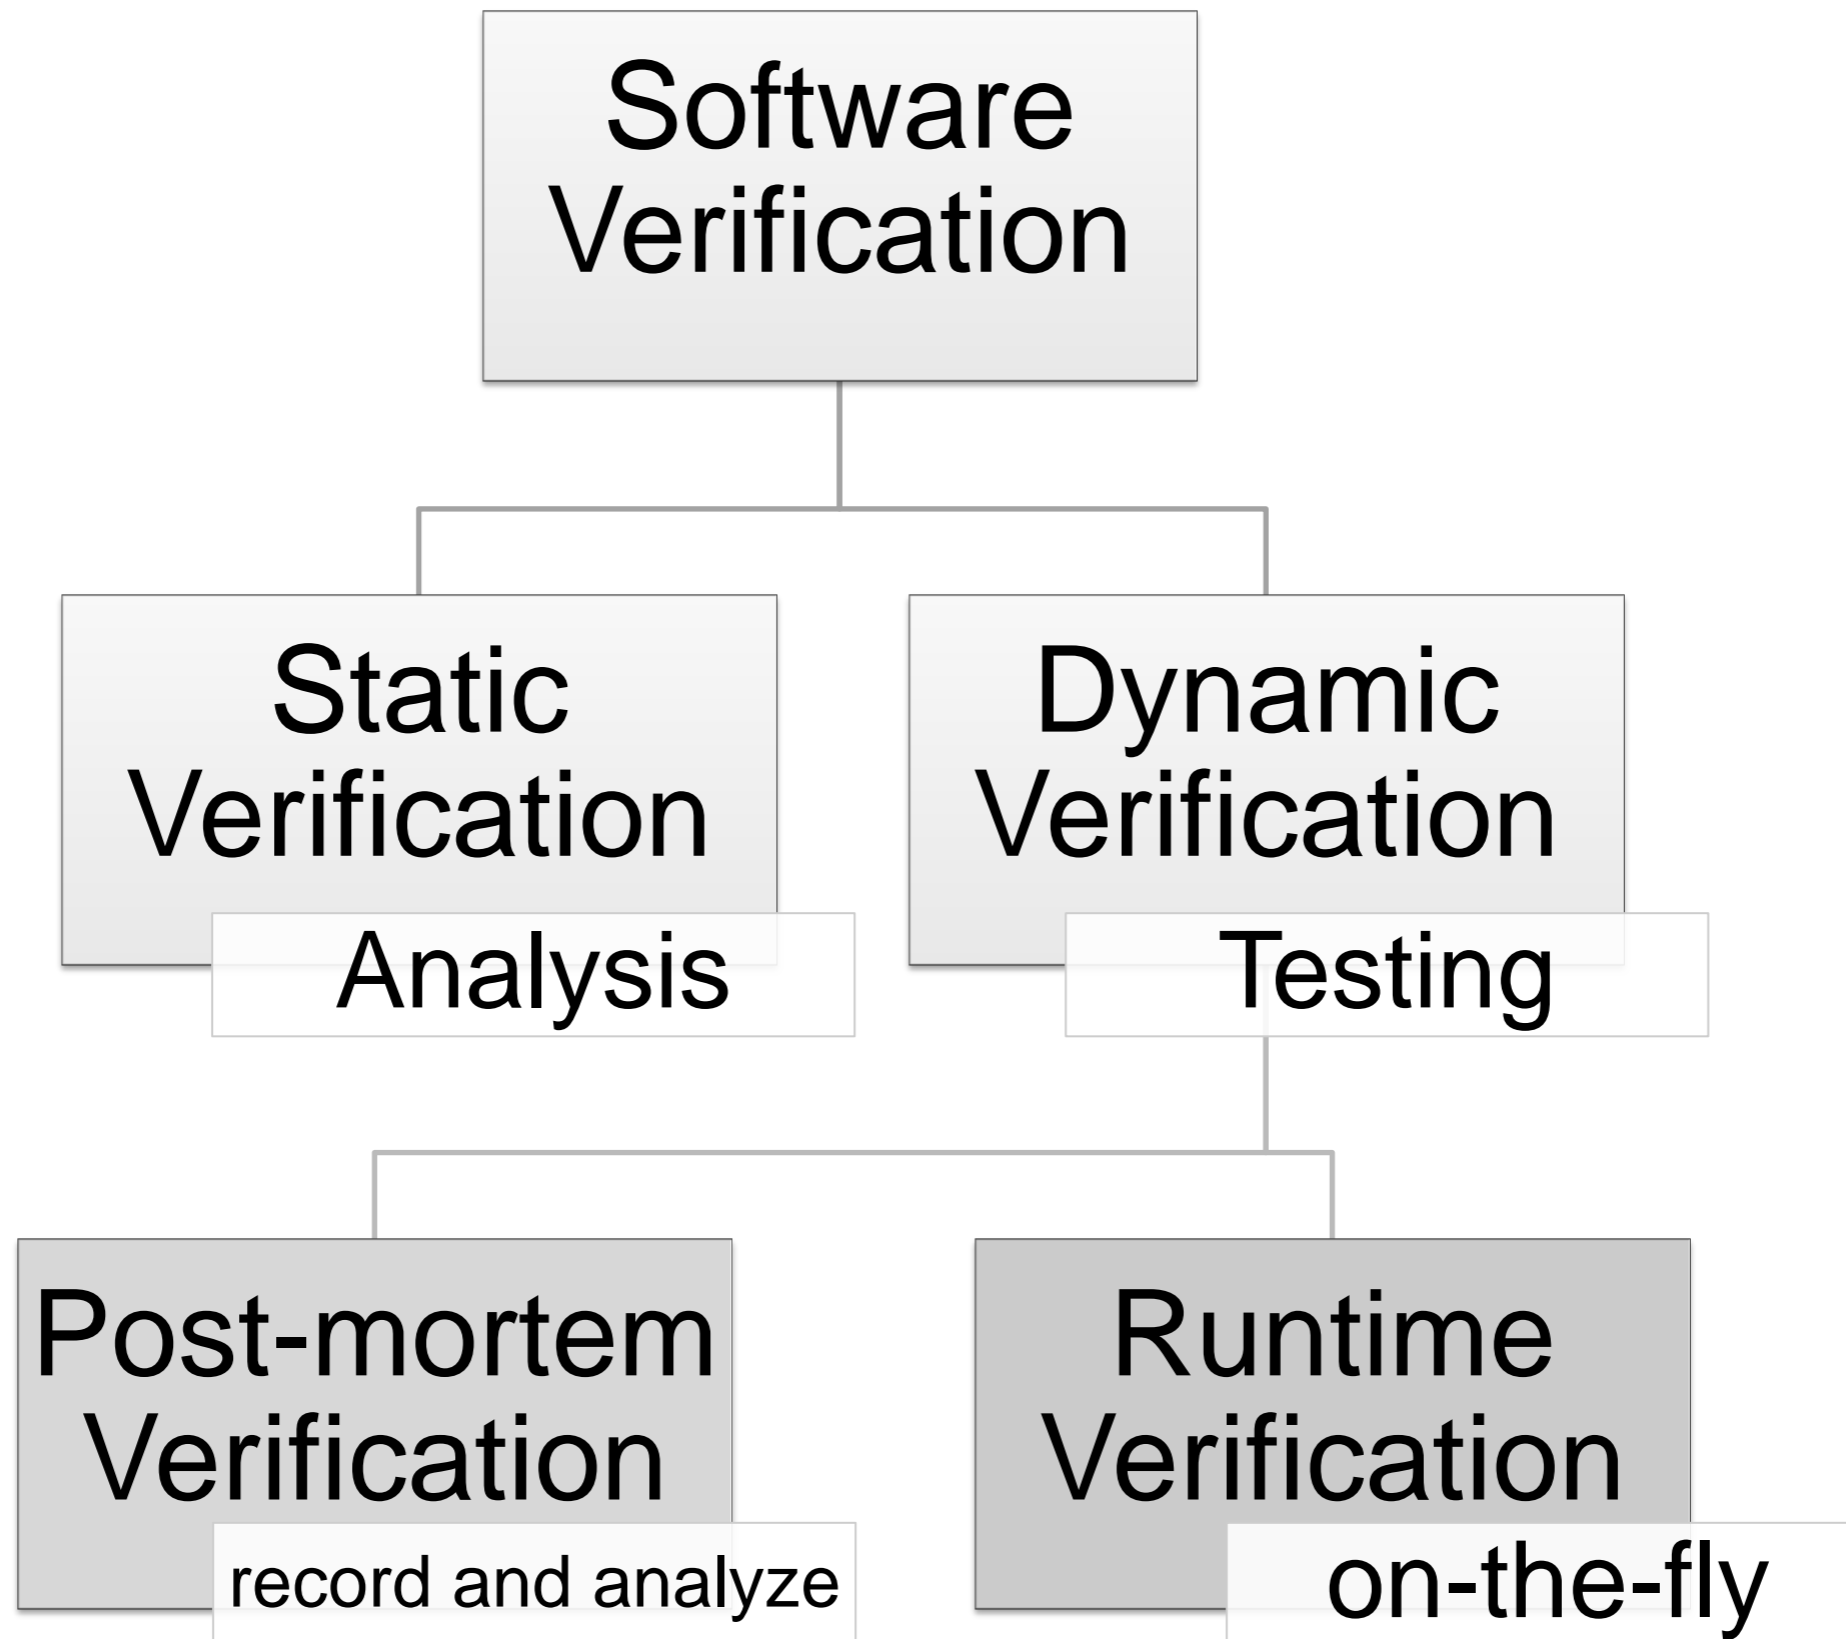 Software
Verification
Static
Verification
Analysis
Dynamic
Verification
Testing
Post-mortem
Verification
record and analyze
Runtime
Verification
on-the-fly